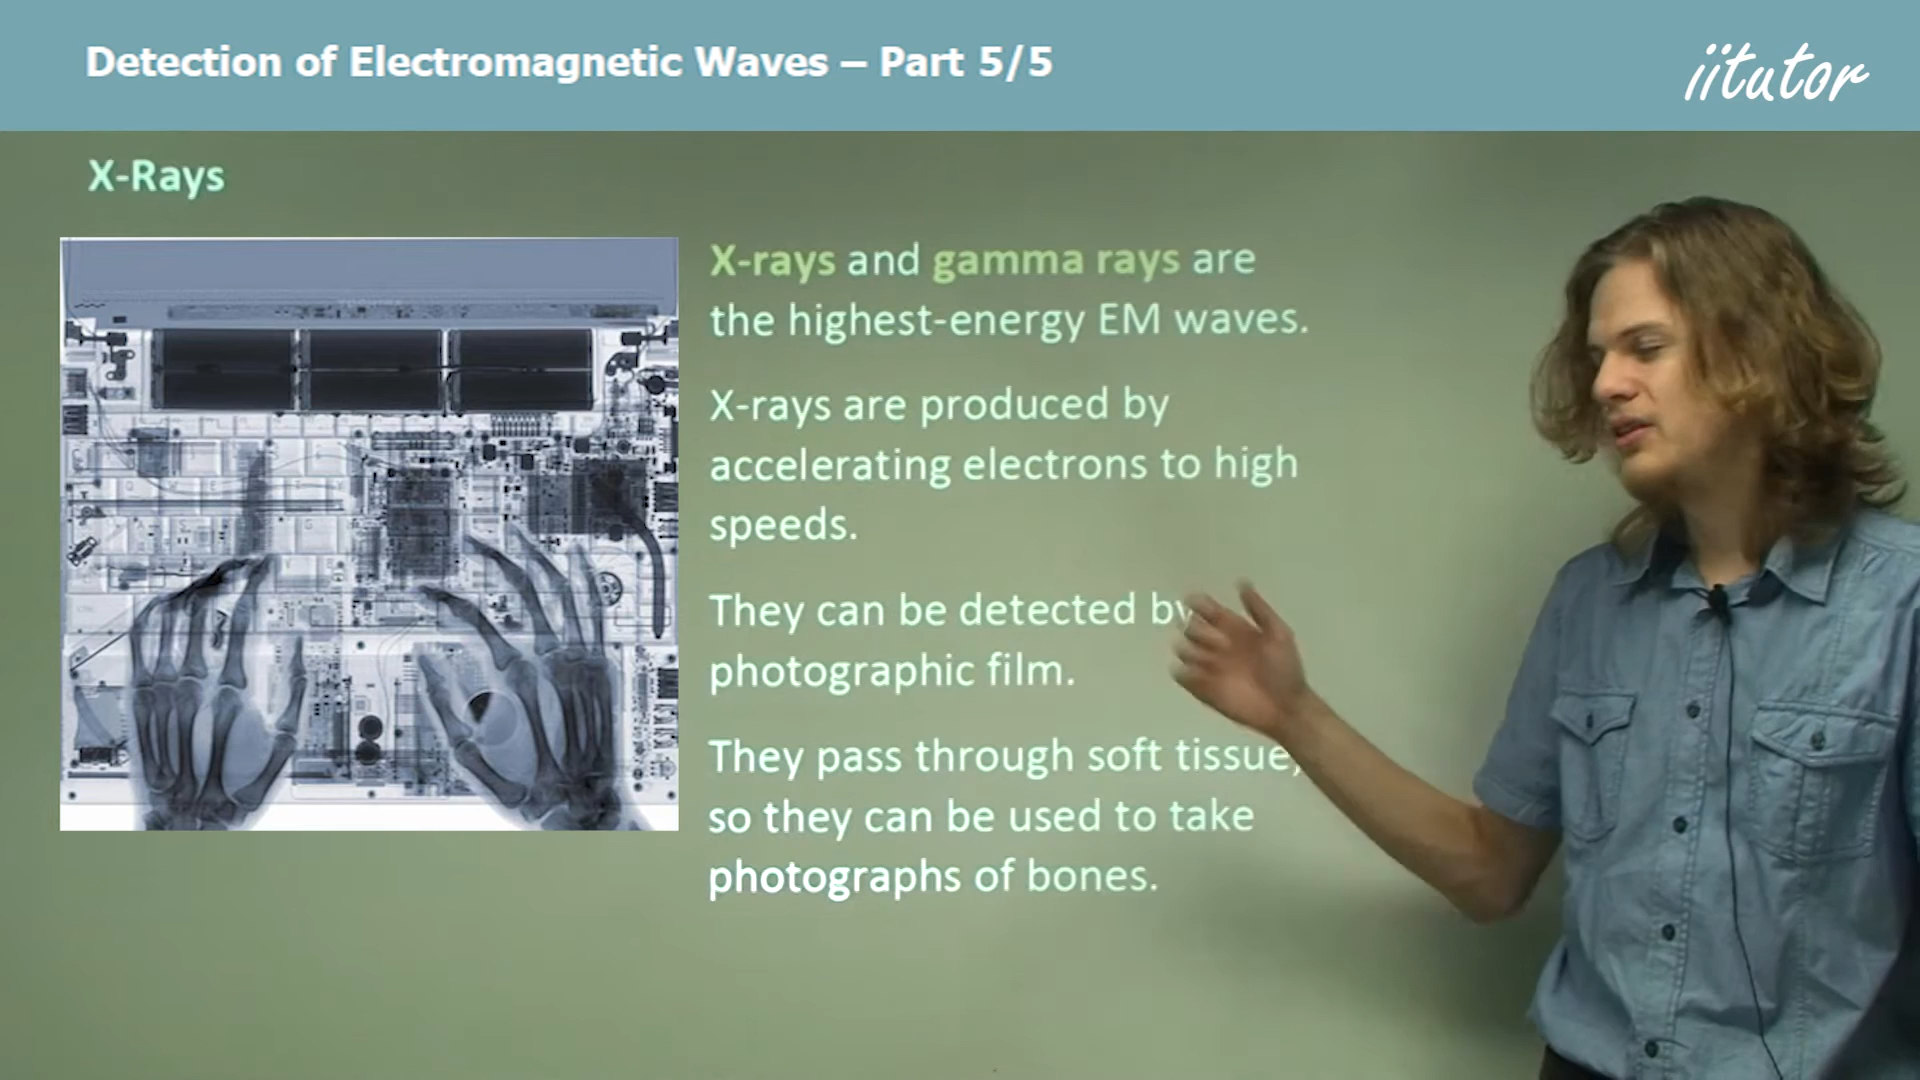 Detection of Electromagnetic Waves – Part 5/5
iitutor
X-Rays
X-rays and gamma rays are
the highest-energy EM waves.
X-rays are produced by
accelerating electrons to high
speeds.
They can be detected by
photographic film.
They pass through soft tissue,
so they can be used to take
photographs of bones.